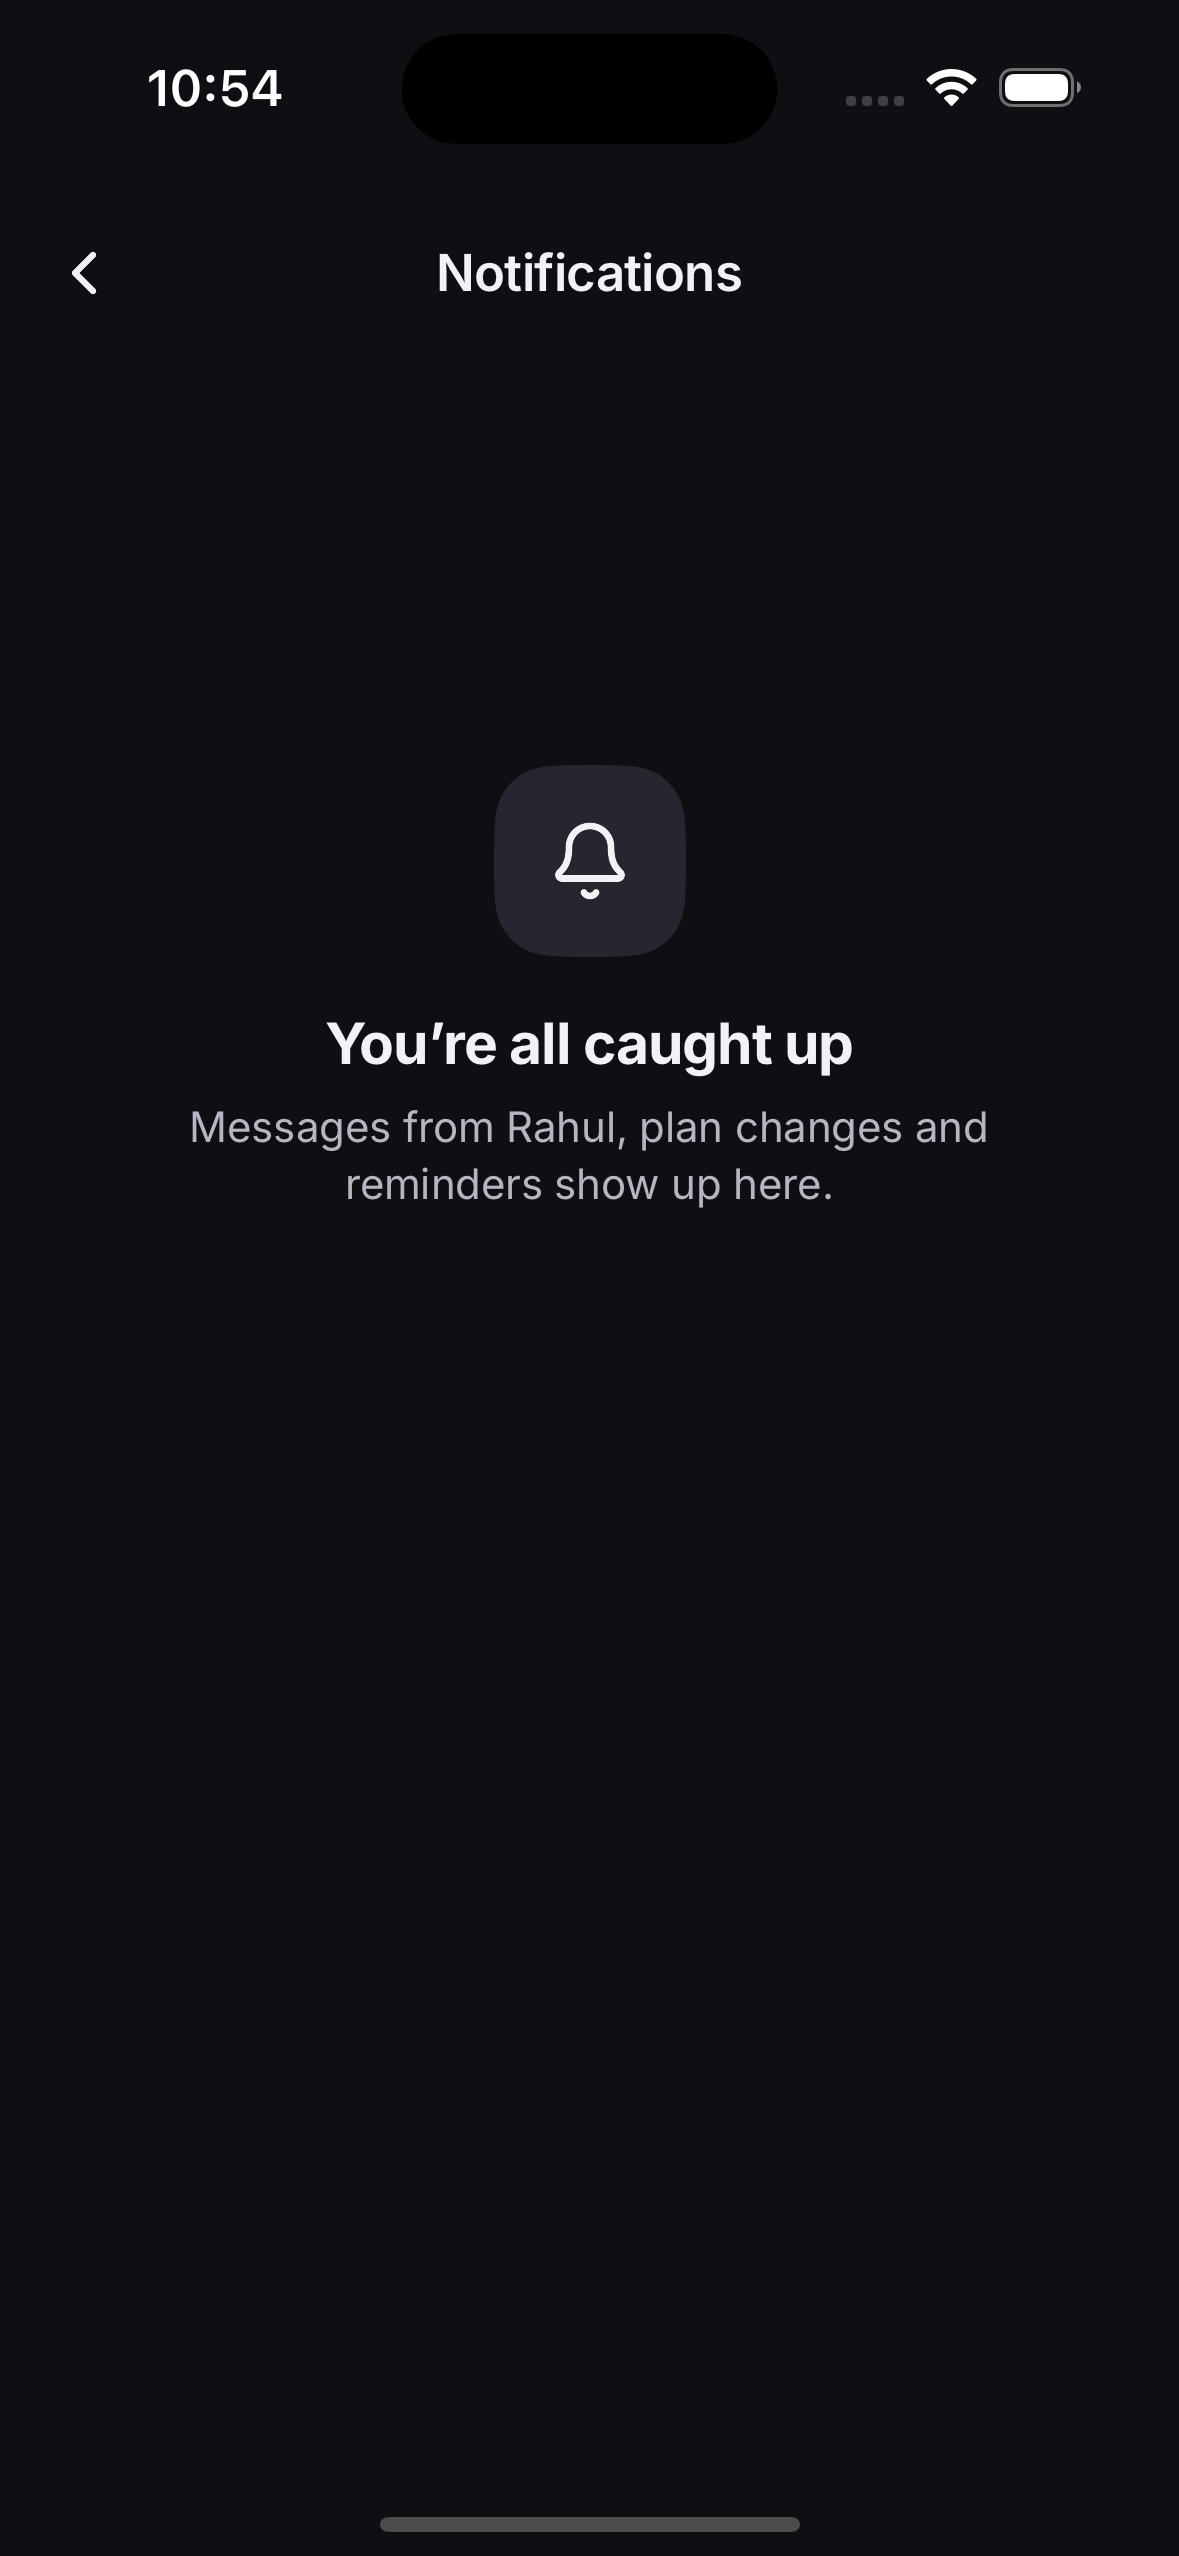 10:54
Notifications
You’re all caught up
Messages from Rahul, plan changes and
reminders show up here.